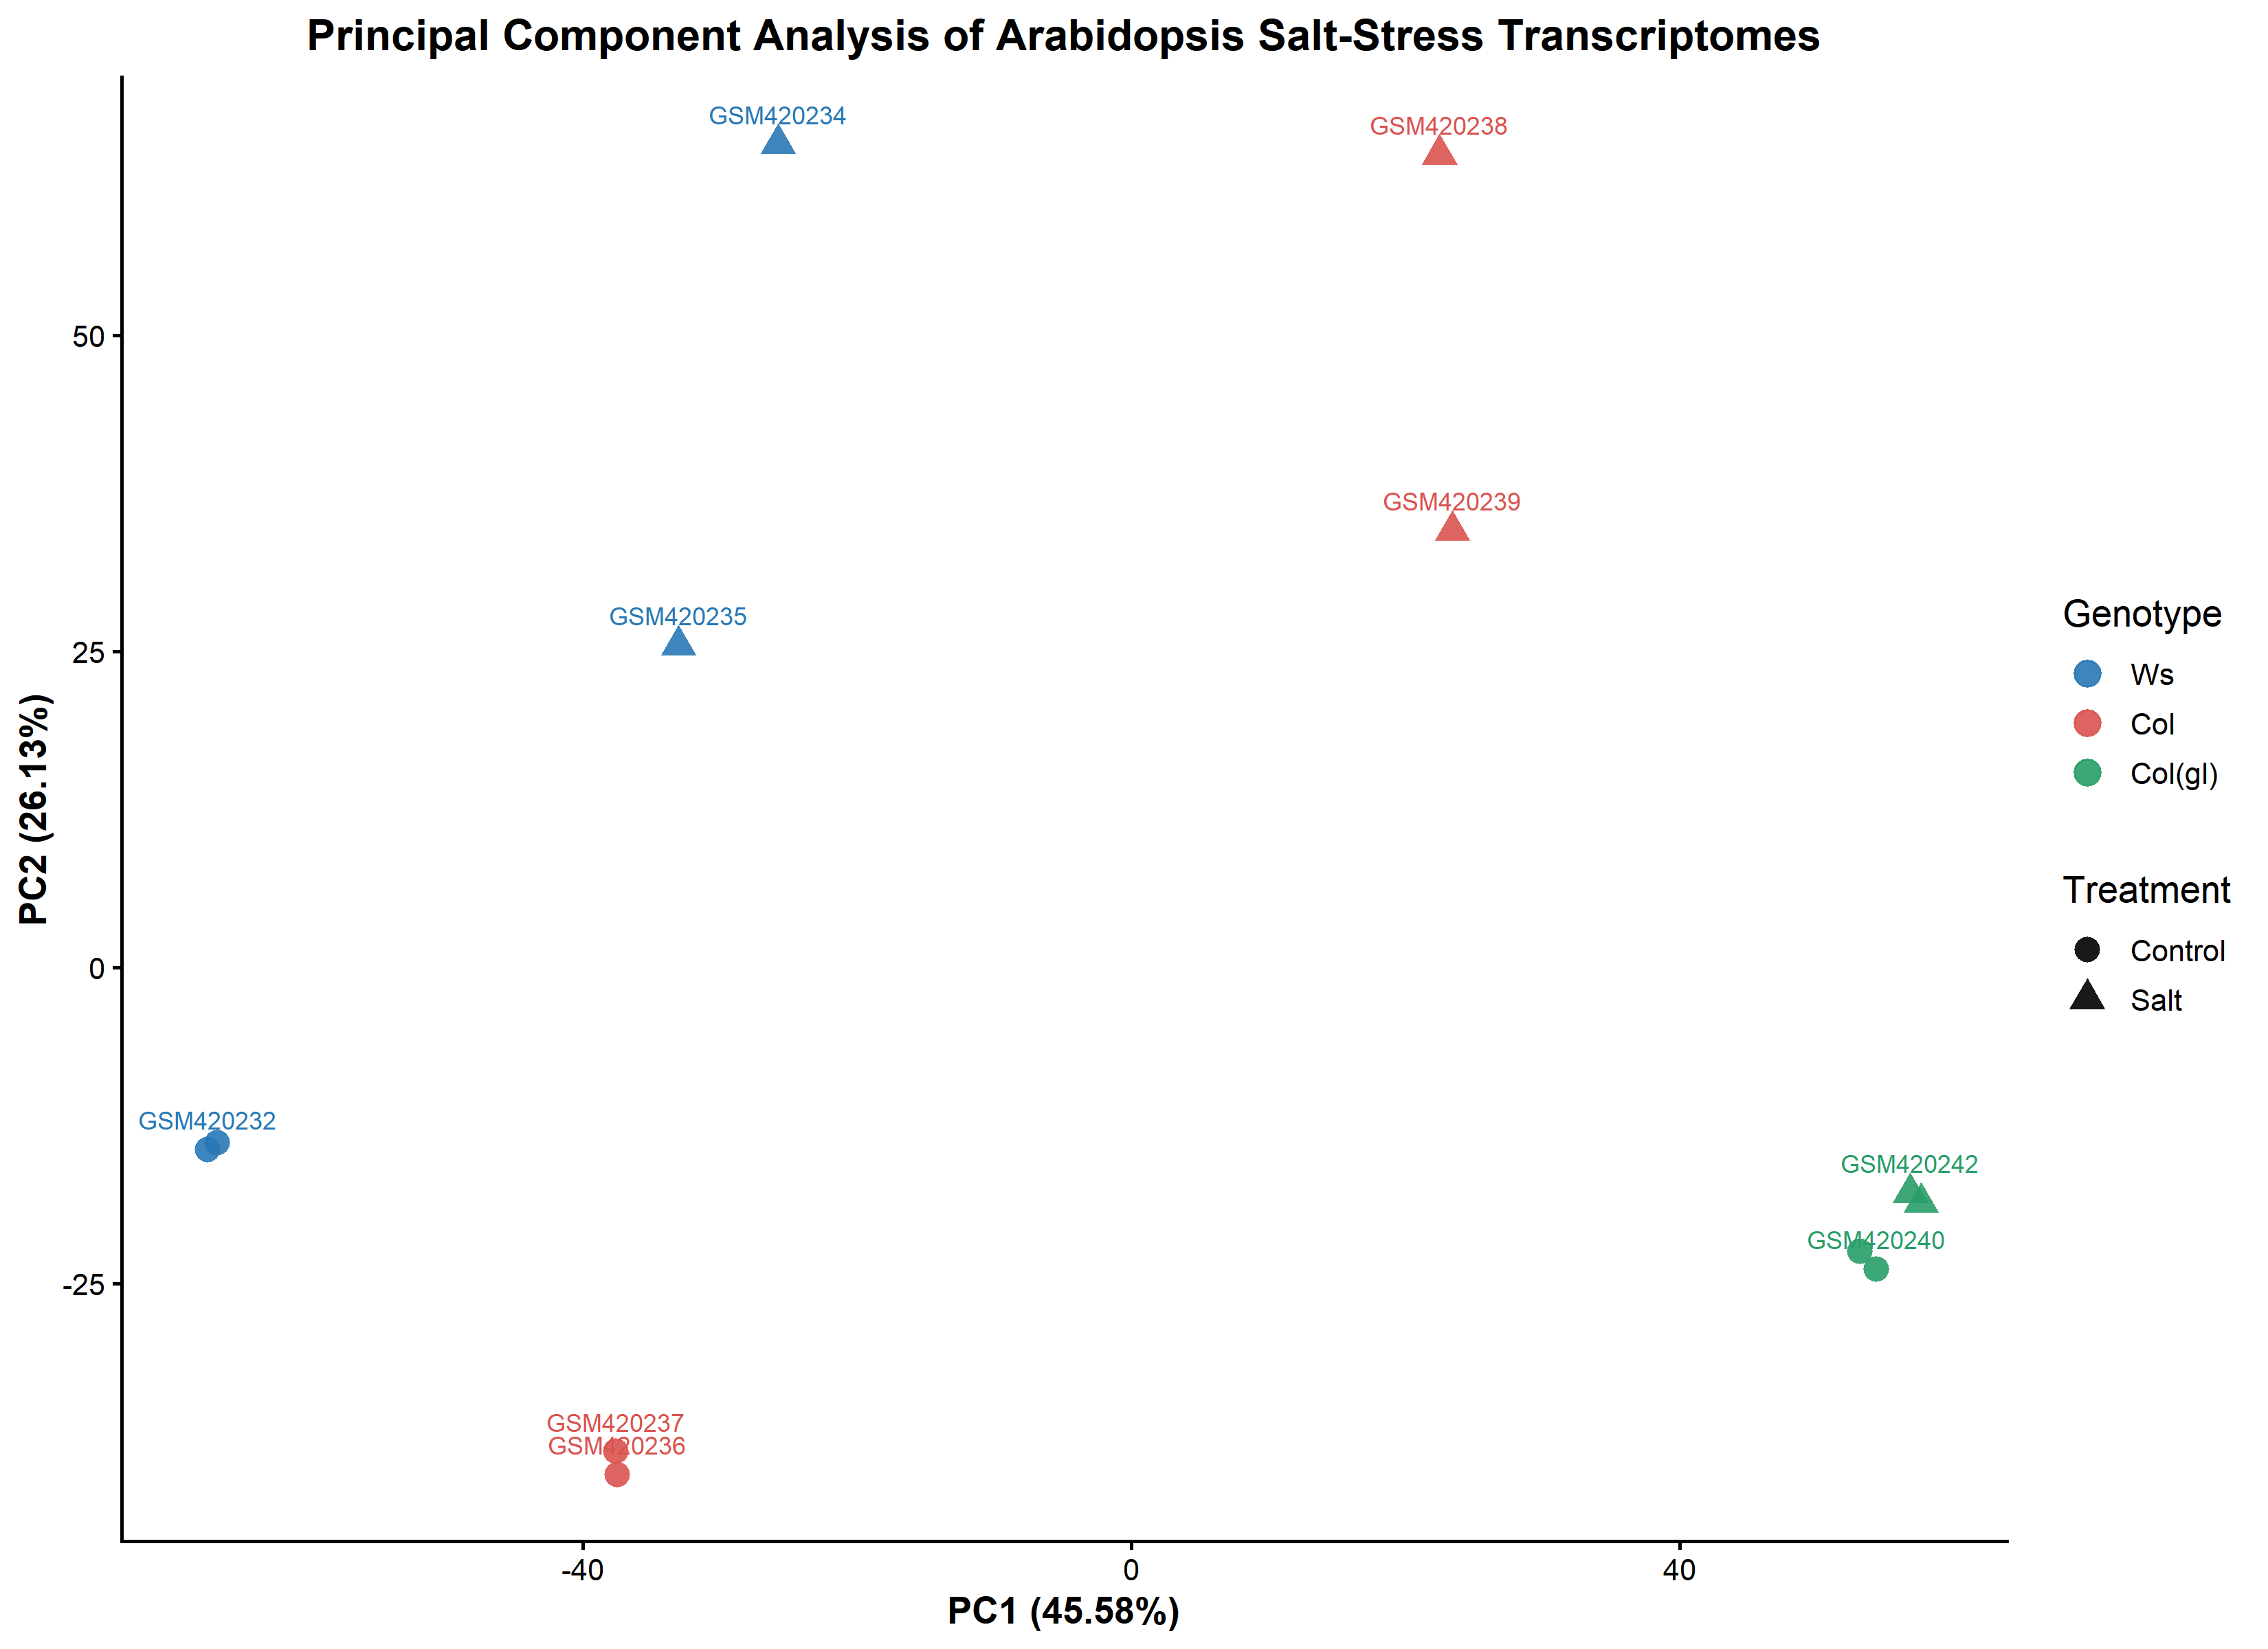 Principal Component Analysis of Arabidopsis Salt-Stress Transcriptomes
GSM420234
GSM420238
GSM420239
GSM420235
GSM420232
GSM420242
GSM420240
GSM420237
GSM420236
50
25
0
-25
PC2 (26.13%)
-40
0
40
PC1 (45.58%)
Genotype
Ws
Col
Col(gl)
Treatment
Control
Salt